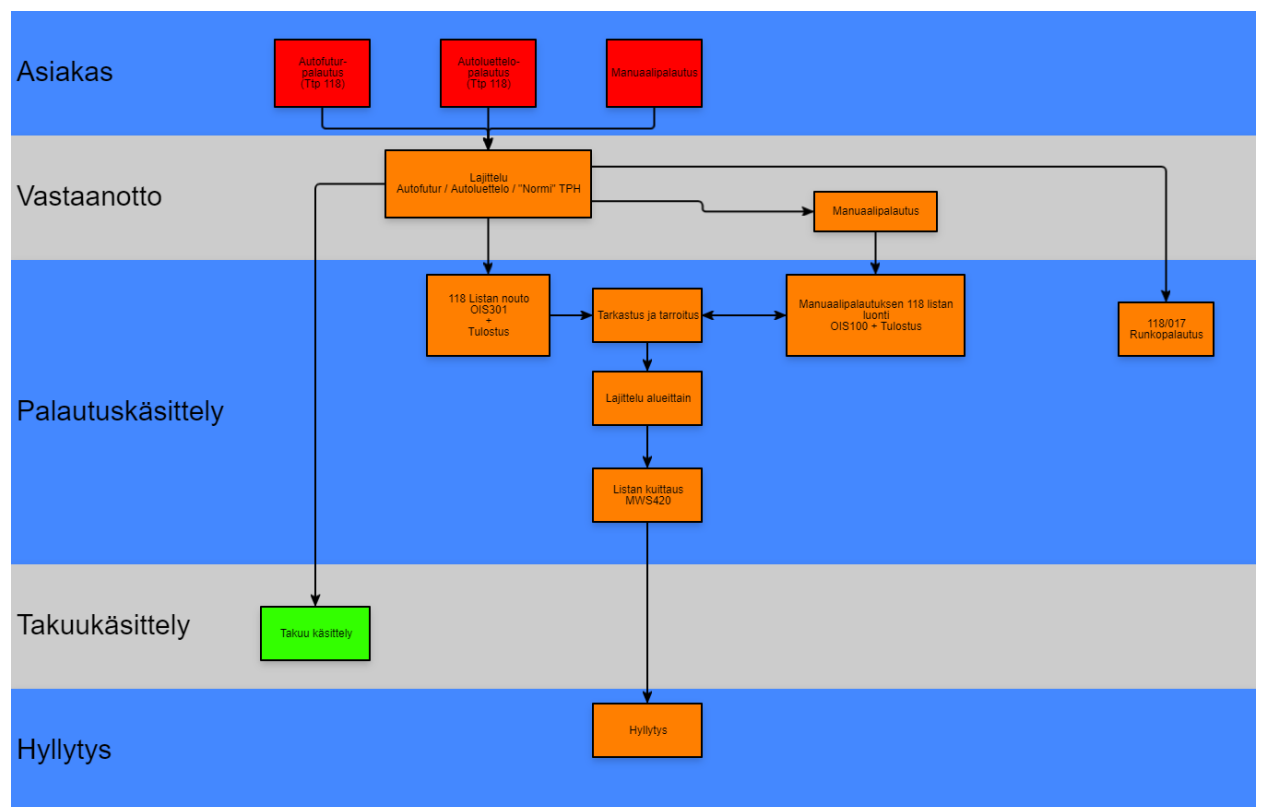 Asiakas
Autofutur-
palautus
(Ttp 118)
Autoluettelo-
palautus
(Ttp 118)
Manuaalipalautus
Vastaanotto
Lajittelu
Autofutur / Autoluettelo / "Normi" TPH
Manuaalipalautus
Palautuskäsittely
118 Listan nouto
OIS301
+
Tulostus
Tarkastus ja tarroitus
Manuaalipalautuksen 118 listan
luonti
OIS100 + Tulostus
118/017
Runkopalautus
Lajittelu alueittain
Listan kuittaus
MWS420
Takuukäsittely
Takuu käsittely
Hyllytys
Hyllytys